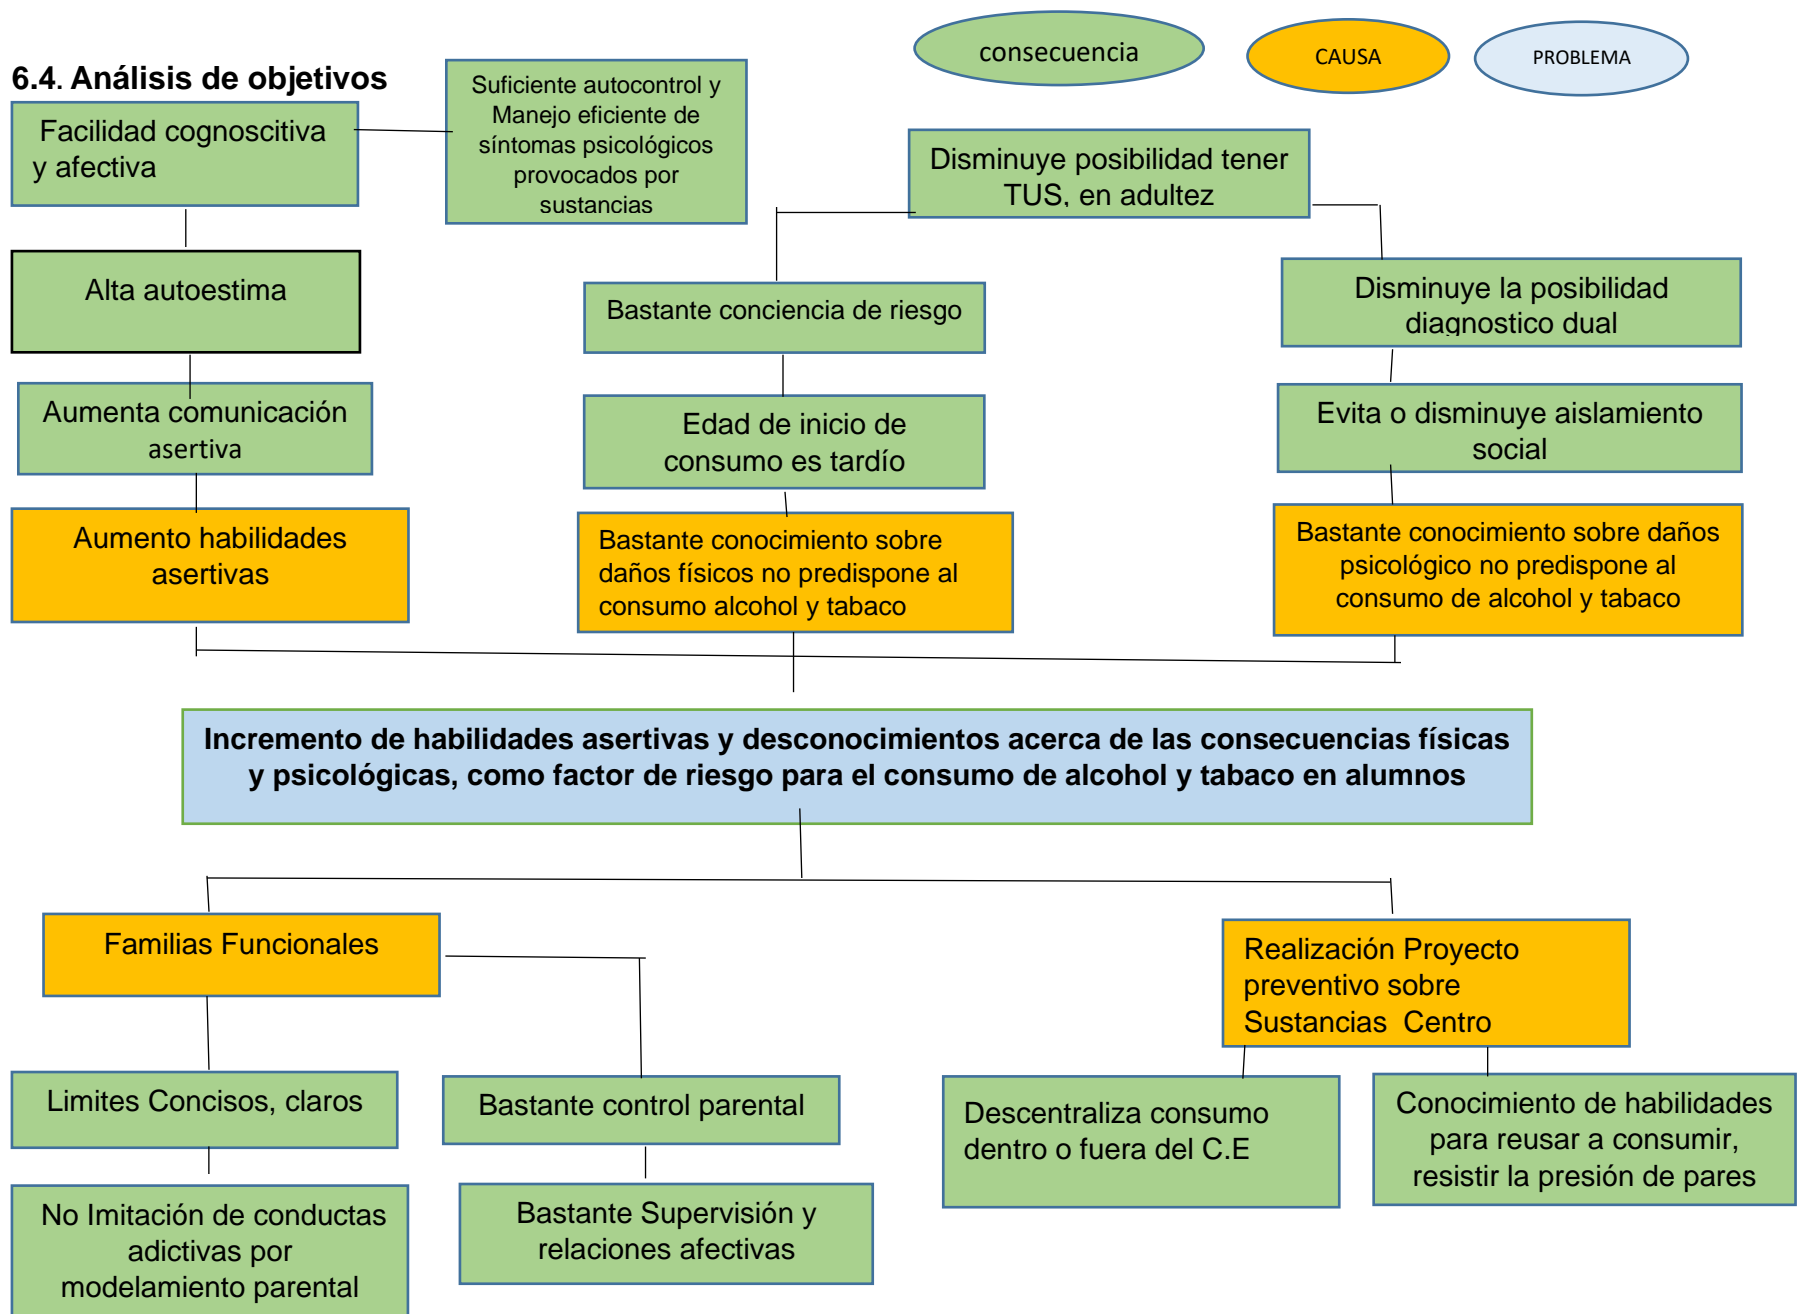 consecuencia
CAUSA
PROBLEMA
6.4. Análisis de objetivos
Facilidad cognoscitiva
y afectiva
Suficiente autocontrol y
Manejo eficiente de
síntomas psicológicos
provocados por
sustancias
Disminuye posibilidad tener
TUS, en adultez
Alta autoestima
Bastante conciencia de riesgo
Disminuye la posibilidad
diagnostico dual
Aumenta comunicación
asertiva
Edad de inicio de
consumo es tardío
Evita o disminuye aislamiento
social
Aumento habilidades
asertivas
Bastante conocimiento sobre
daños físicos no predispone al
consumo alcohol y tabaco
Bastante conocimiento sobre daños
psicológico no predispone al
consumo de alcohol y tabaco
Incremento de habilidades asertivas y desconocimientos acerca de las consecuencias físicas
y psicológicas, como factor de riesgo para el consumo de alcohol y tabaco en alumnos
Familias Funcionales
Realización Proyecto
preventivo sobre
Sustancias Centro
Limites Concisos, claros
Bastante control parental
Descentraliza consumo
dentro o fuera del C.E
Conocimiento de habilidades
para reusar a consumir,
resistir la presión de pares
No Imitación de conductas
adictivas por
modelamiento parental
Bastante Supervisión y
relaciones afectivas